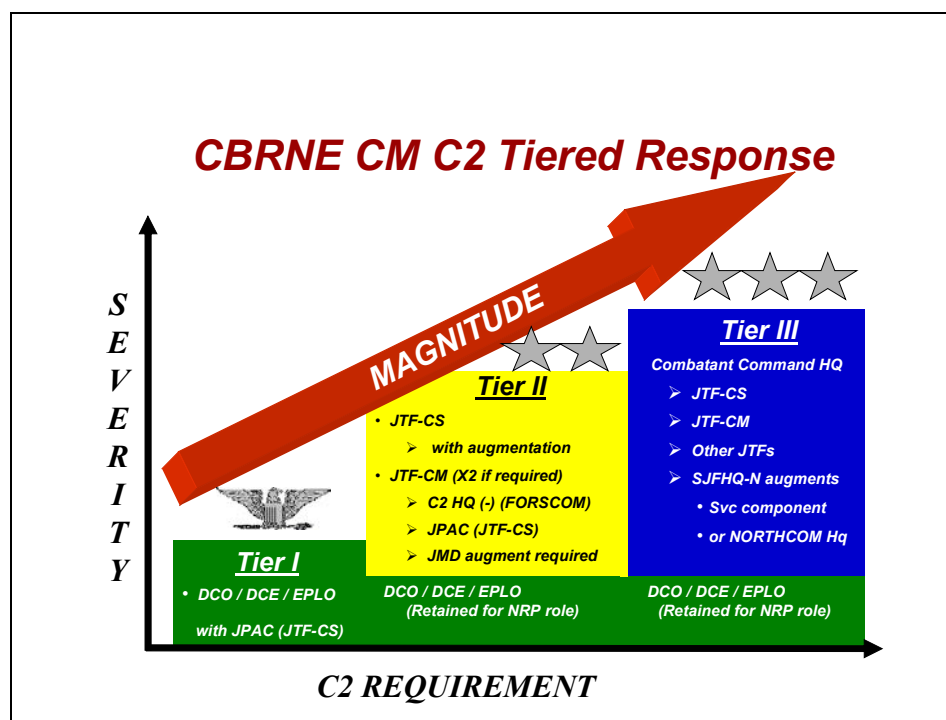 CBRNE CM C2 Tiered Response
SEVERITY
MAGNITUDE
Tier I
• DCO / DCE / EPLO
with JPAC (JTF-CS)
Tier II
• JTF-CS
➢ with augmentation
• JTF-CM (X2 if required)
➢ C2 HQ (-) (FORSCOM)
➢ JPAC (JTF-CS)
➢ JMD augment required
DCO / DCE / EPLO
(Retained for NRP role)
Tier III
Combatant Command HQ
➢ JTF-CS
➢ JTF-CM
➢ Other JTFs
➢ SJFHQ-N augments
• Svc component
• or NORTHCOM Hq
DCO / DCE / EPLO
(Retained for NRP role)
C2 REQUIREMENT